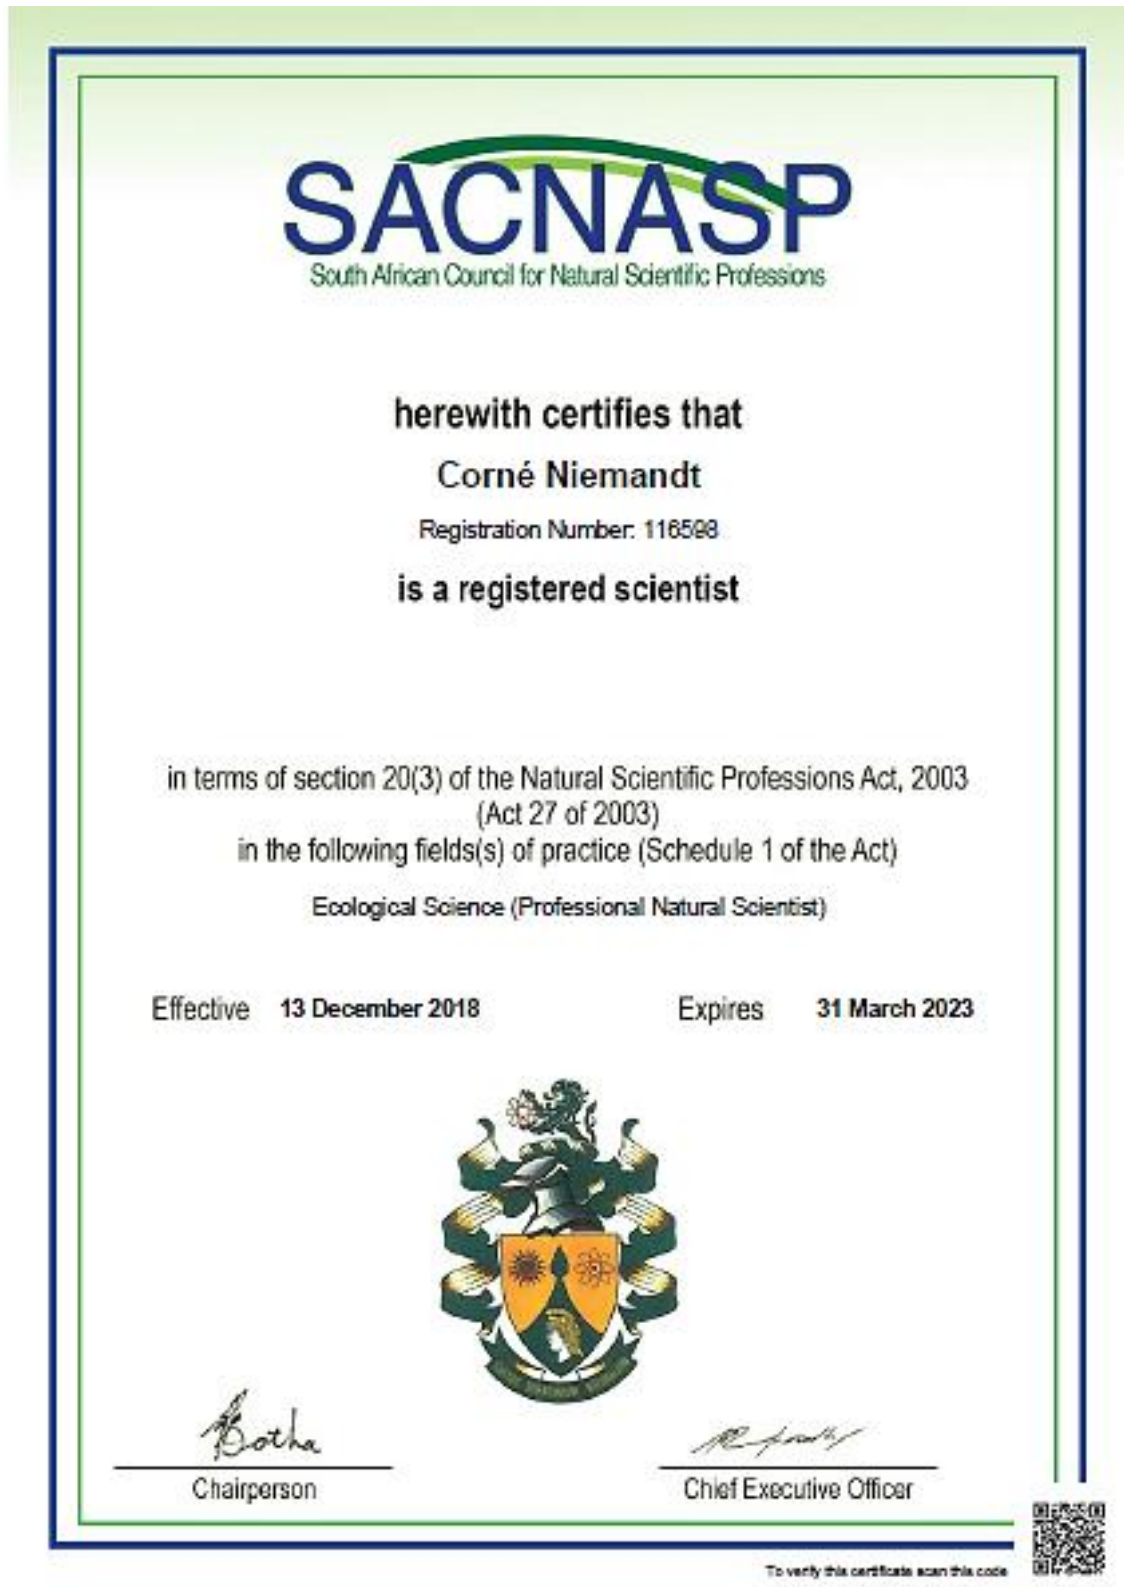 SACNASP
South African Council for Natural Scientific Professions
herewith certifies that
Corné Niemandt
Registration Number: 116598
is a registered scientist
in terms of section 20(3) of the Natural Scientific Professions Act, 2003
(Act 27 of 2003)
in the following fields(s) of practice (Schedule 1 of the Act)
Ecological Science (Professional Natural Scientist)
Effective 13 December 2018 Expires 31 March 2023
Botha
Chairperson Chief Executive Officer
To verify this certificate scan this code